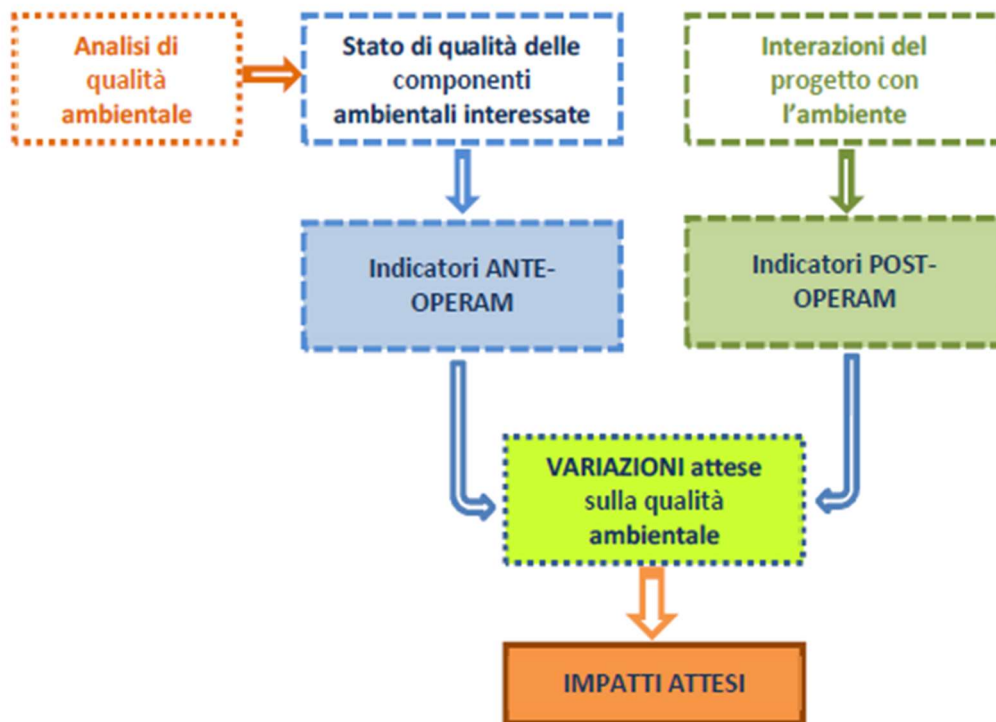 Analisi di
qualità
ambientale
Stato di qualità delle
componenti
ambientali interessate
Interazioni del
progetto con
l'ambiente
Indicatori ANTE-
OPERAM
Indicatori POST-
OPERAM
VARIAZIONI attese
sulla qualità
ambientale
IMPATTI ATTESI